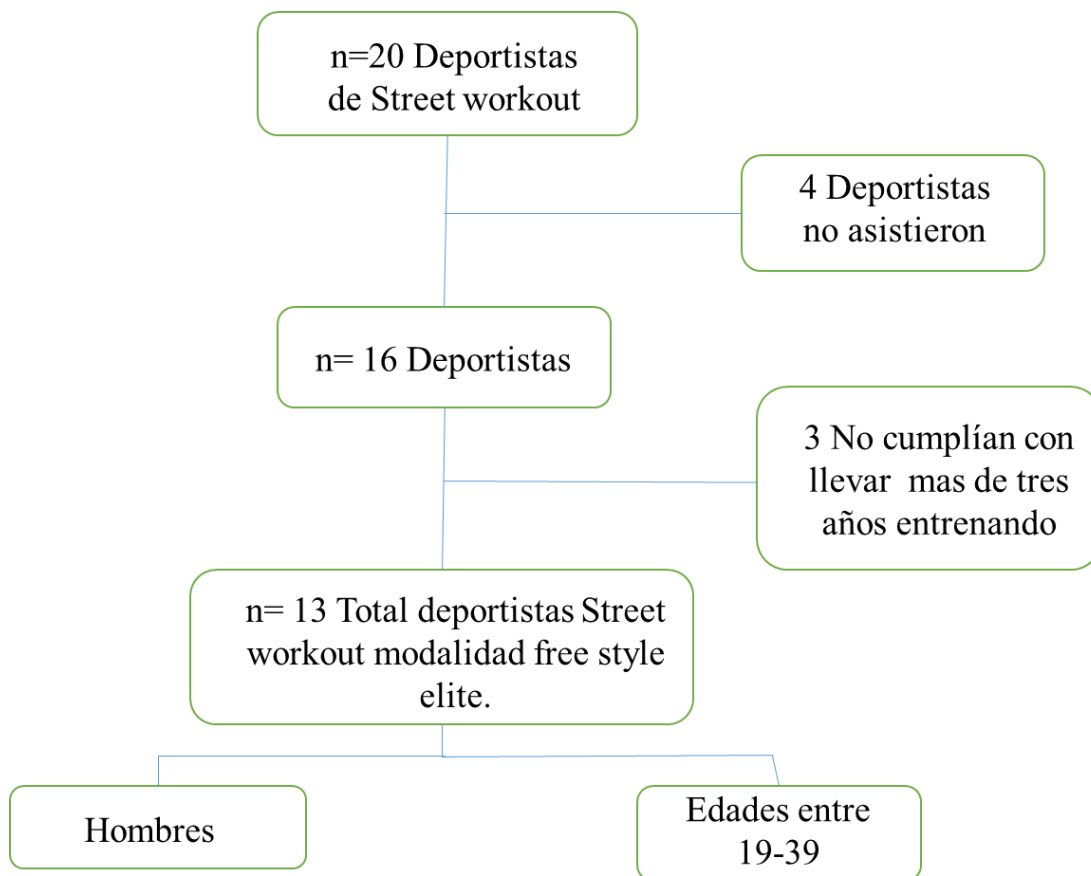 n=20 Deportistas
de Street workout
4 Deportistas
no asistieron
n= 16 Deportistas
3 No cumplían con
llevar mas de tres
años entrenando
n= 13 Total deportistas Street
workout modalidad free style
elite.
Hombres
Edades entre
19-39